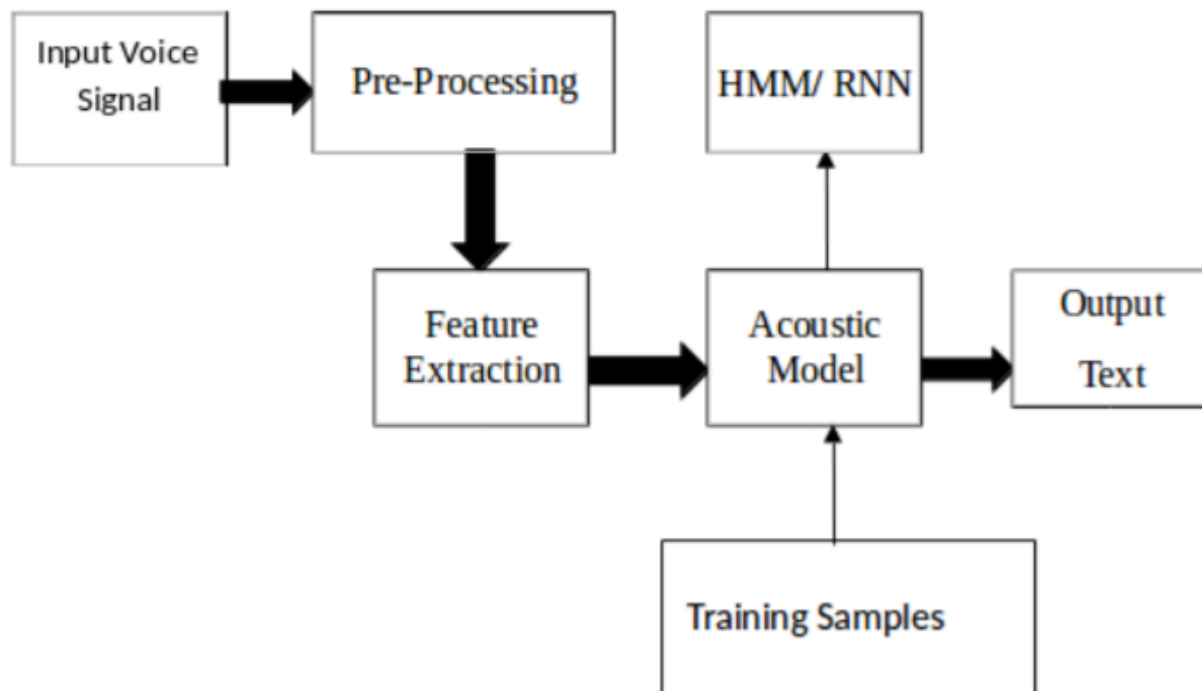 Input Voice
Signal
Pre-Processing
HMM/ RNN
Feature
Extraction
Acoustic
Model
Output
Text
Training Samples